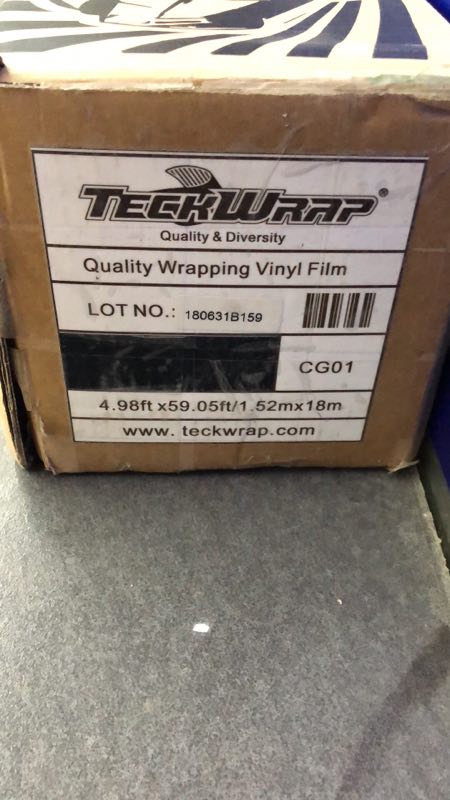 TECKWRAP®
Quality & Diversity
Quality Wrapping Vinyl Film
LOT NO.: 180631B159
CG01
4.98ft x59.05ft/1.52mx18m
www. teckwrap.com